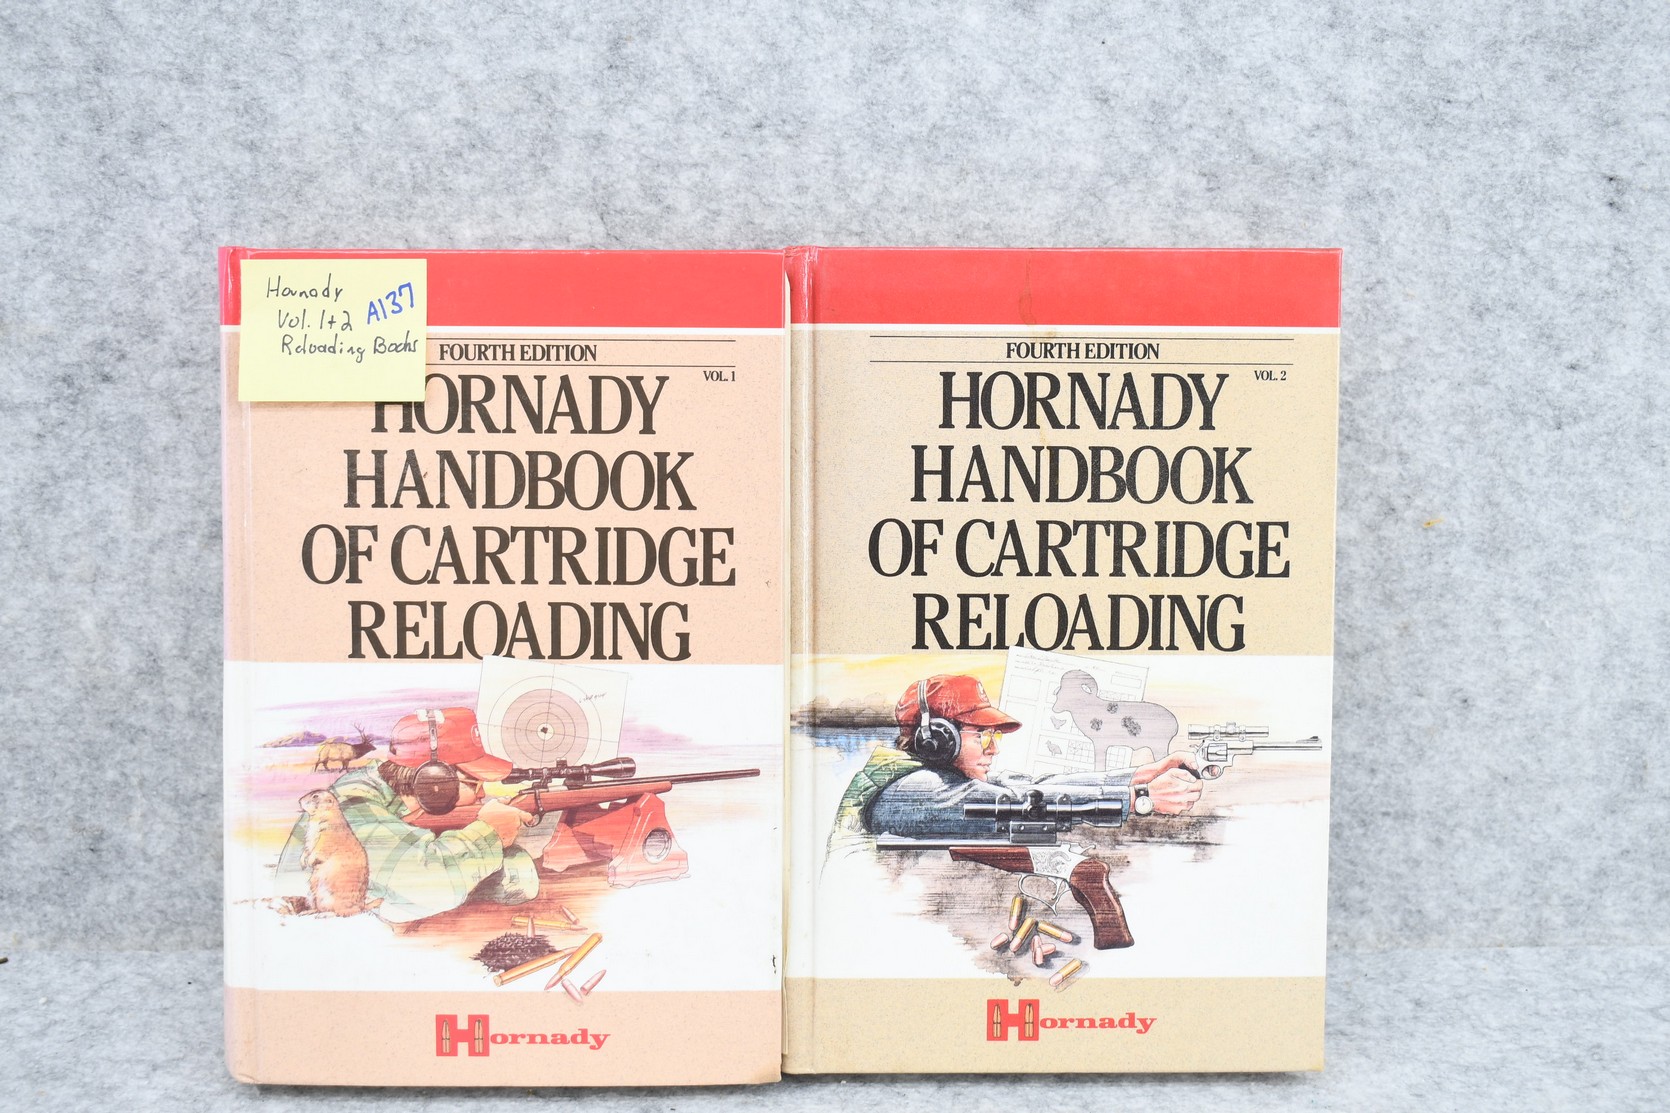 Hornady
Vol. 1+2
Reloading Books
A137
FOURTH EDITION
VOL. 1
HORNADY
HANDBOOK
OF CARTRIDGE
RELOADING
Hornady
FOURTH EDITION
VOL. 2
HORNADY
HANDBOOK
OF CARTRIDGE
RELOADING
Hornady